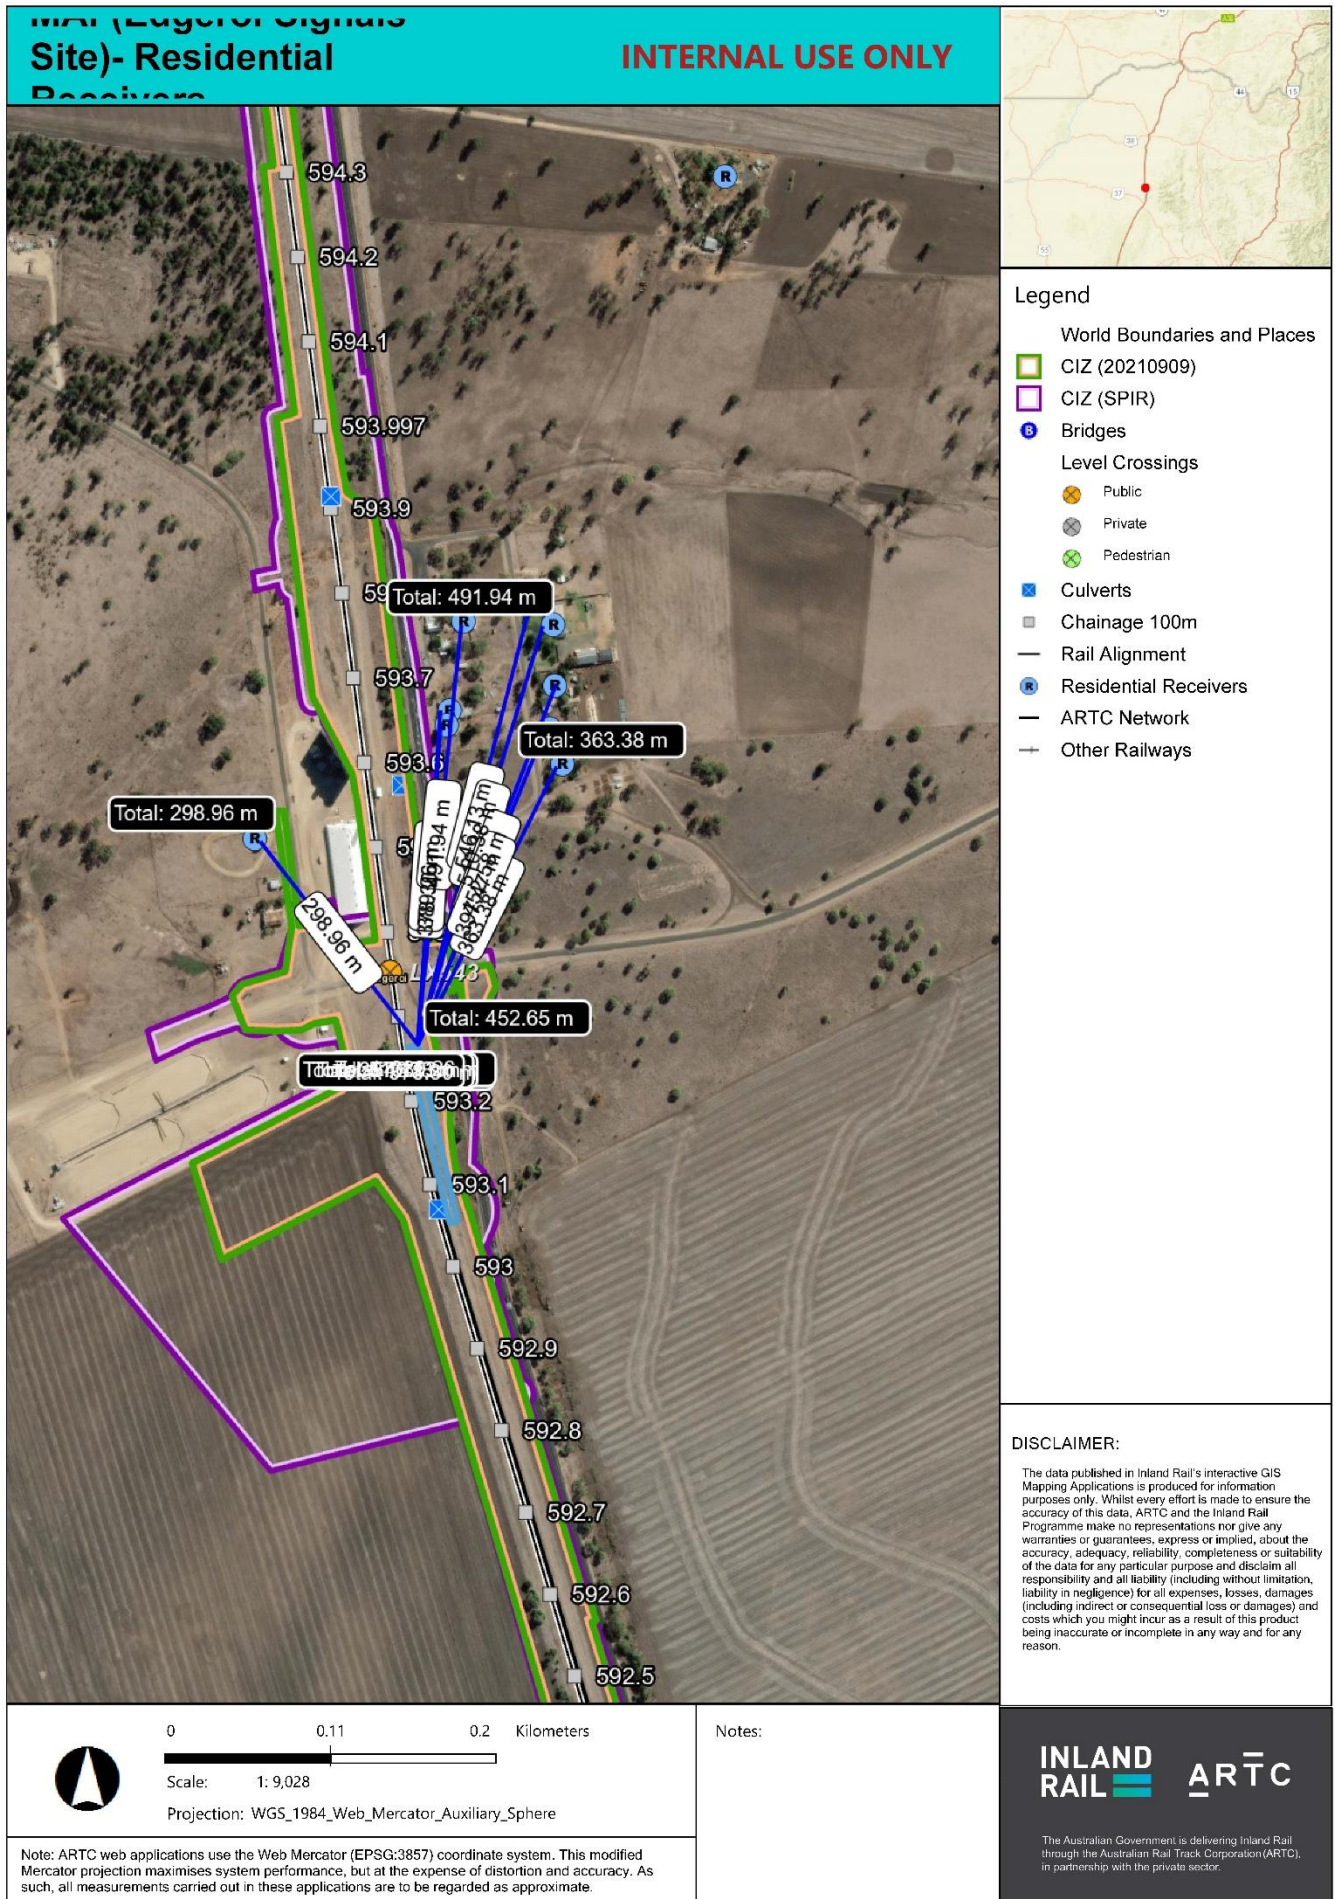 Site)- Residential
INTERNAL USE ONLY
594.3
594.2
594.1
593.997
593.9
Total: 491.94 m
593.7
Total: 363.38 m
593.6
Total: 298.96 m
491.94 m
363.38 m
298.96 m
Total: 452.65 m
593.2
593.1
593
592.9
592.8
592.7
592.6
592.5
R
R
R
R
R
R
R
44
15
38
37
55
Legend
World Boundaries and Places
CIZ (20210909)
CIZ (SPIR)
B Bridges
Level Crossings
Public
Private
Pedestrian
Culverts
Chainage 100m
Rail Alignment
R Residential Receivers
ARTC Network
Other Railways
DISCLAIMER:
The data published in Inland Rail's interactive GIS
Mapping Applications is produced for information
purposes only. Whilst every effort is made to ensure the
accuracy of this data, ARTC and the Inland Rail
Programme make no representations nor give any
warranties or guarantees, express or implied, about the
accuracy, adequacy, reliability, completeness or suitability
of the data for any particular purpose and disclaim all
responsibility and all liability (including without limitation,
liability in negligence) for all expenses, losses, damages
(including indirect or consequential loss or damages) and
costs which you might incur as a result of this product
being inaccurate or incomplete in any way and for any
reason.
0 0.11 0.2 Kilometers
Scale: 1: 9,028
Projection: WGS_1984_Web_Mercator_Auxiliary_Sphere
Note: ARTC web applications use the Web Mercator (EPSG:3857) coordinate system. This modified
Mercator projection maximises system performance, but at the expense of distortion and accuracy. As
such, all measurements carried out in these applications are to be regarded as approximate.
Notes:
INLAND
RAIL
ARTC
The Australian Government is delivering Inland Rail
through the Australian Rail Track Corporation (ARTC),
in partnership with the private sector.